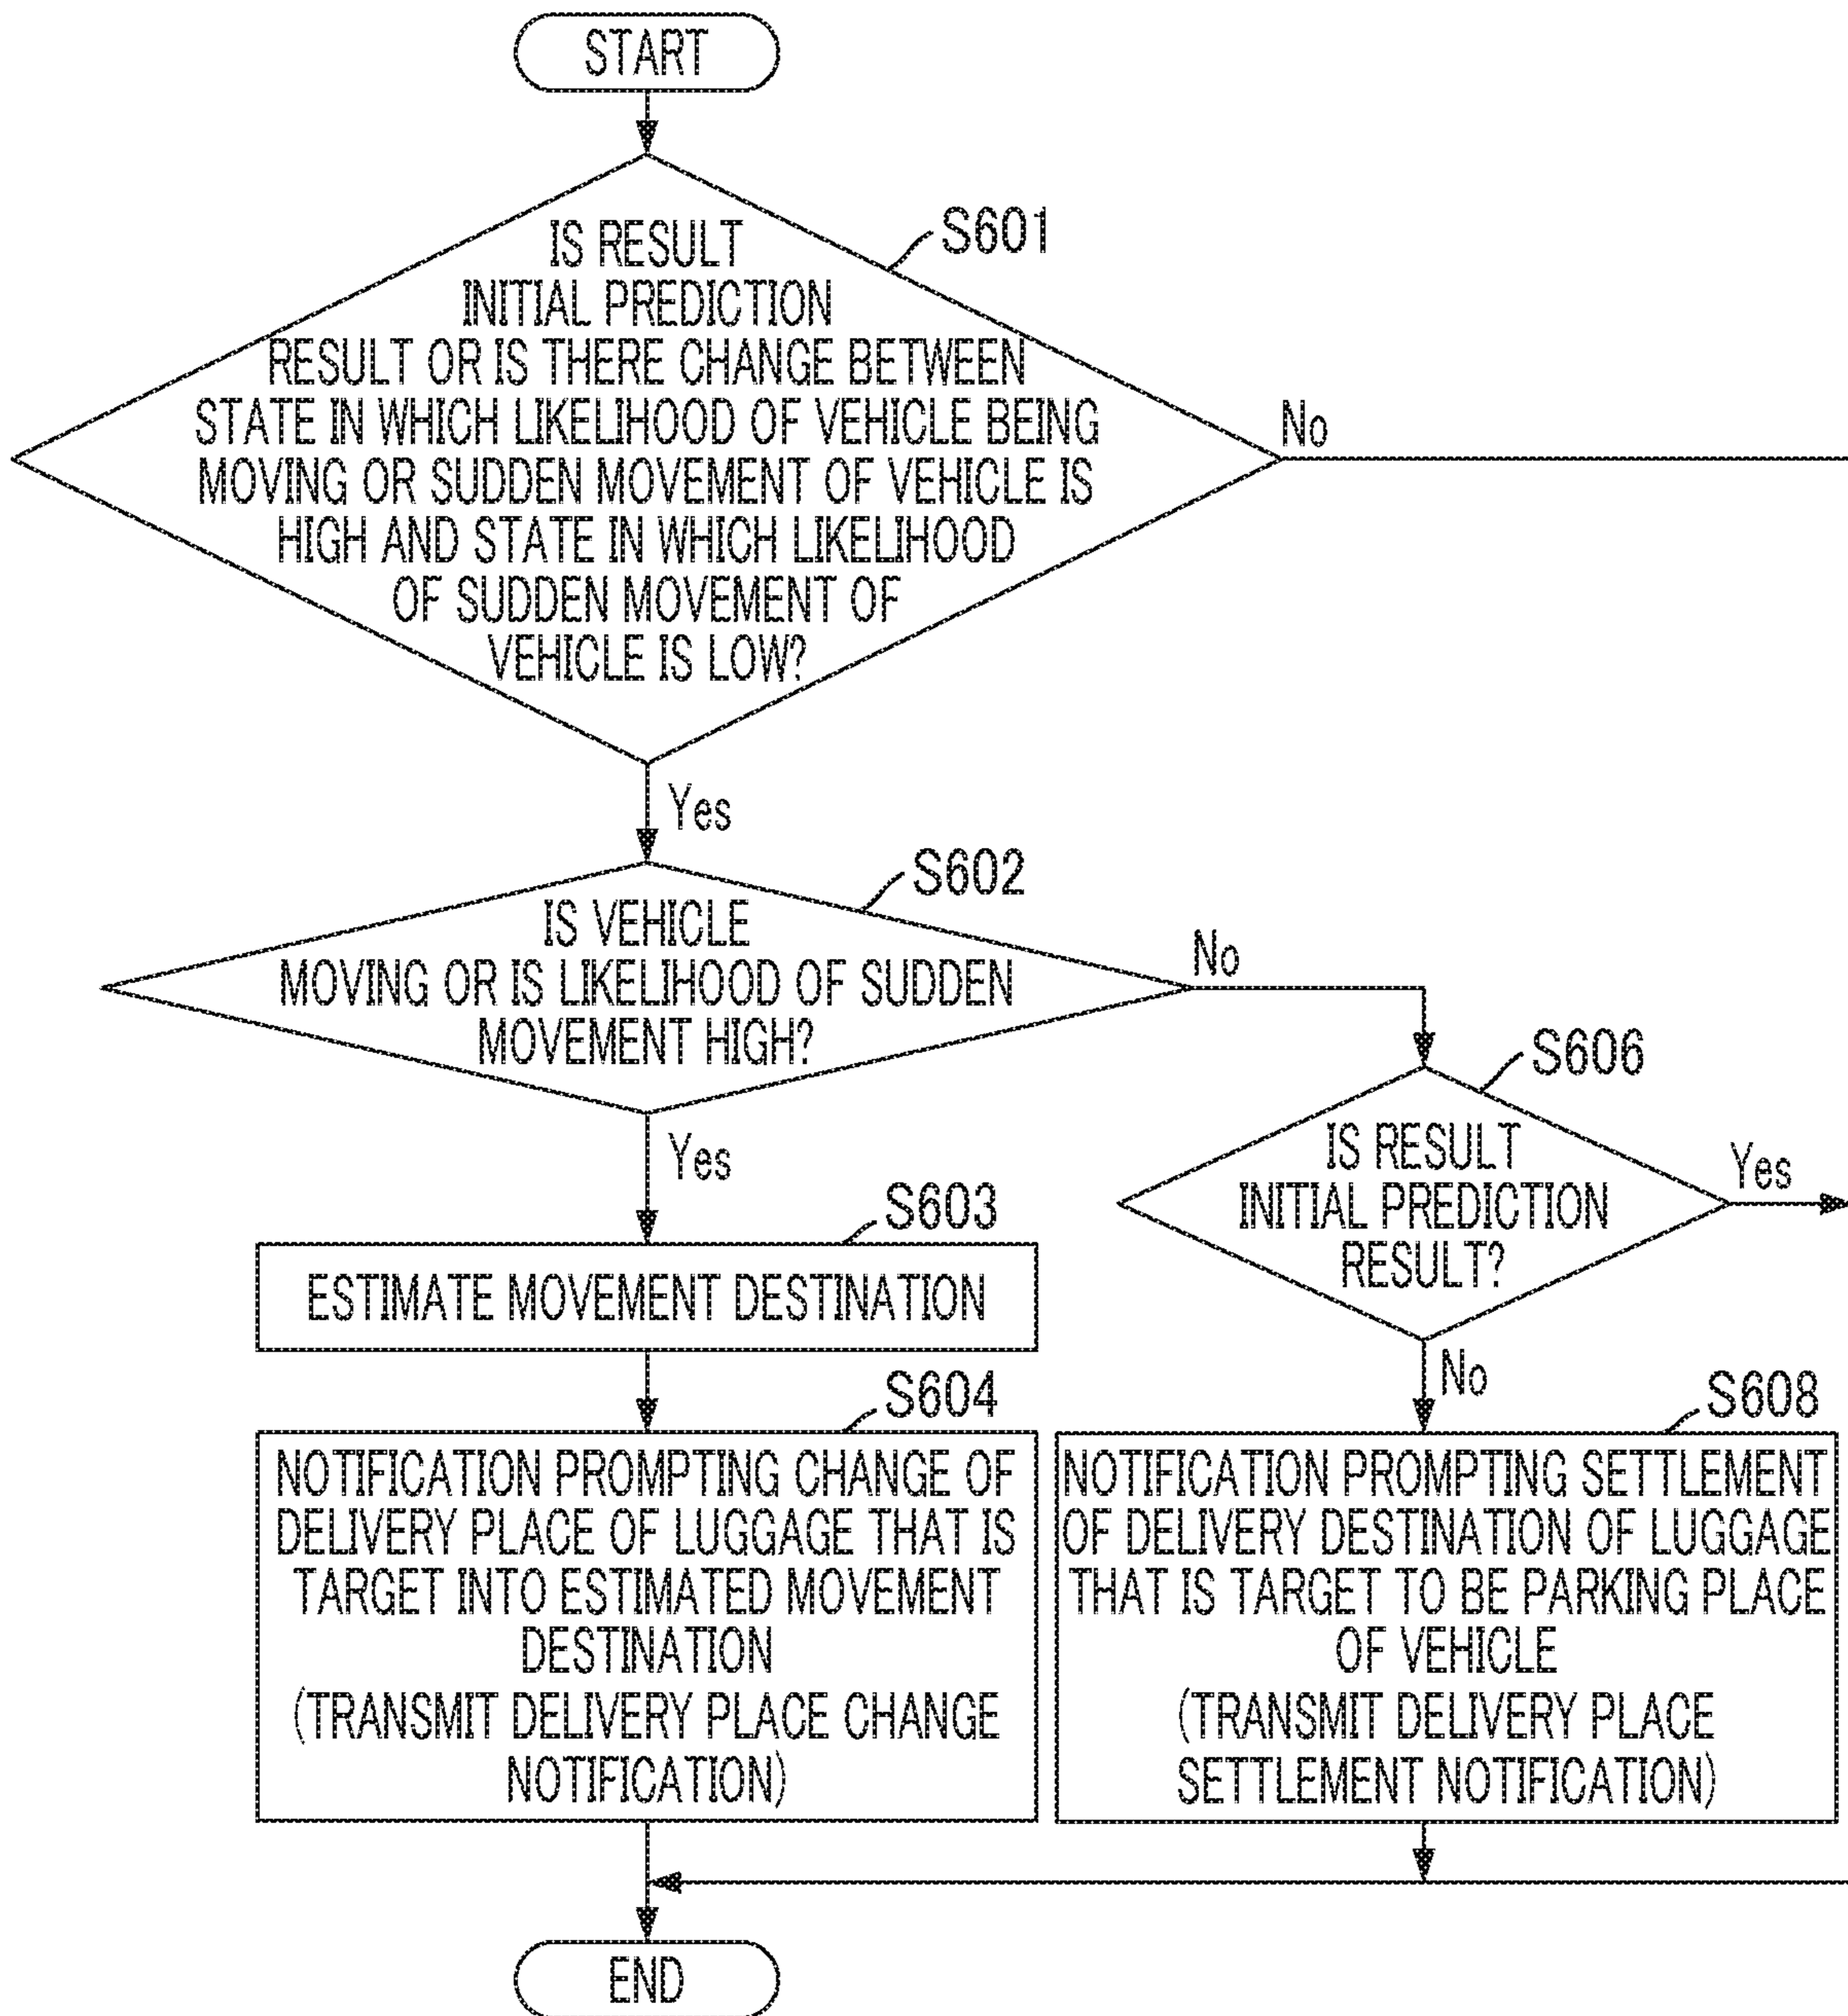 START
S601
IS RESULT
INITIAL PREDICTION
RESULT OR IS THERE CHANGE BETWEEN
STATE IN WHICH LIKELIHOOD OF VEHICLE BEING
MOVING OR SUDDEN MOVEMENT OF VEHICLE IS
HIGH AND STATE IN WHICH LIKELIHOOD
OF SUDDEN MOVEMENT OF
VEHICLE IS LOW?
No
Yes
S602
IS VEHICLE
MOVING OR IS LIKELIHOOD OF SUDDEN
MOVEMENT HIGH?
No
Yes
S606
IS RESULT
INITIAL PREDICTION
RESULT?
Yes
No
S603
ESTIMATE MOVEMENT DESTINATION
S604
NOTIFICATION PROMPTING CHANGE OF
DELIVERY PLACE OF LUGGAGE THAT IS
TARGET INTO ESTIMATED MOVEMENT
DESTINATION
(TRANSMIT DELIVERY PLACE CHANGE
NOTIFICATION)
S608
NOTIFICATION PROMPTING SETTLEMENT
OF DELIVERY DESTINATION OF LUGGAGE
THAT IS TARGET TO BE PARKING PLACE
OF VEHICLE
(TRANSMIT DELIVERY PLACE
SETTLEMENT NOTIFICATION)
END